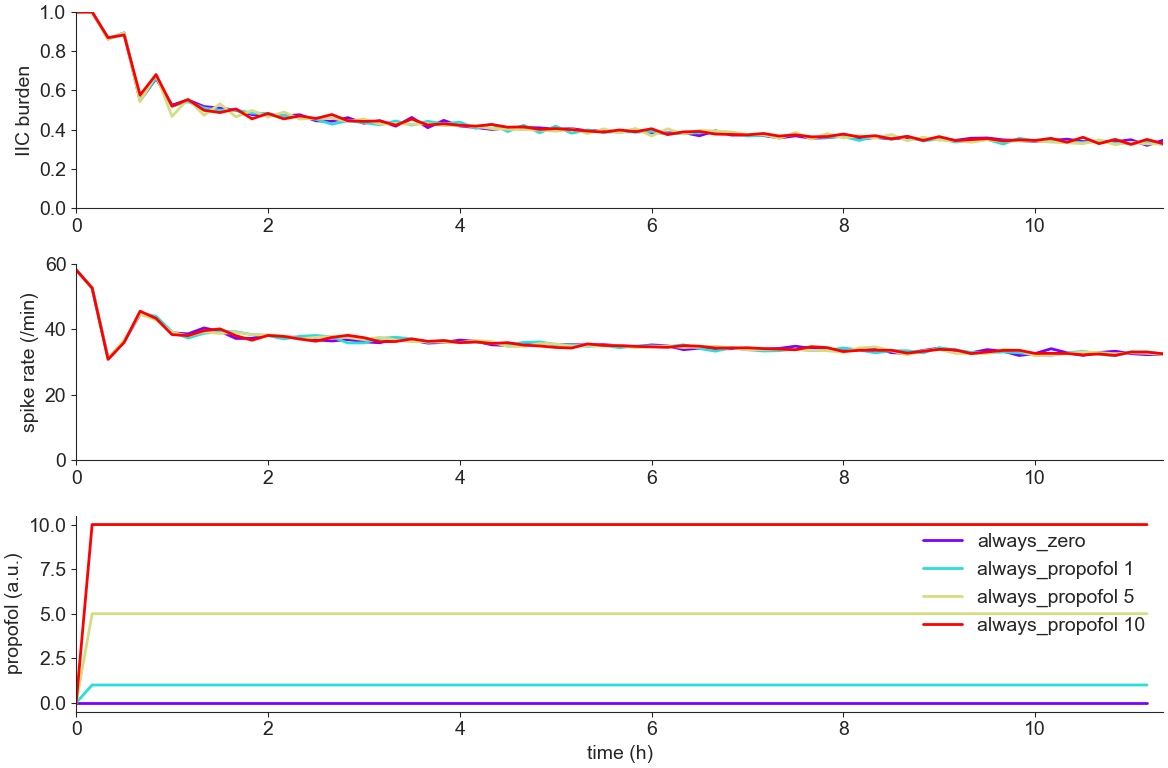 IIC burden
1.0
0.8
0.6
0.4
0.2
0.0
0 2 4 6 8 10
spike rate (/min)
60
40
20
0
0 2 4 6 8 10
propofol (a.u.)
10.0
7.5
5.0
2.5
0.0
always_zero
always_propofol 1
always_propofol 5
always_propofol 10
0 2 4 6 8 10
time (h)